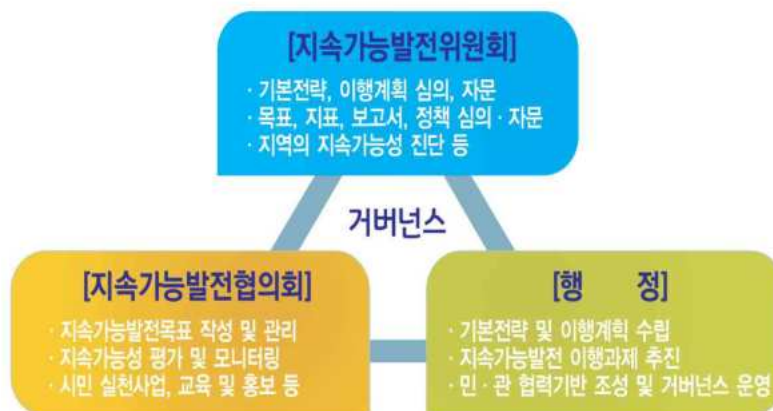 [지속가능발전위원회]
· 기본전략, 이행계획 심의, 자문
· 목표, 지표, 보고서, 정책 심의 · 자문
· 지역의 지속가능성 진단 등
거버넌스
[지속가능발전협의회]
· 지속가능발전목표 작성 및 관리
· 지속가능성 평가 및 모니터링
· 시민 실천사업, 교육 및 홍보 등
[행 정]
· 기본전략 및 이행계획 수립
· 지속가능발전 이행과제 추진
· 민 · 관 협력기반 조성 및 거버넌스 운영